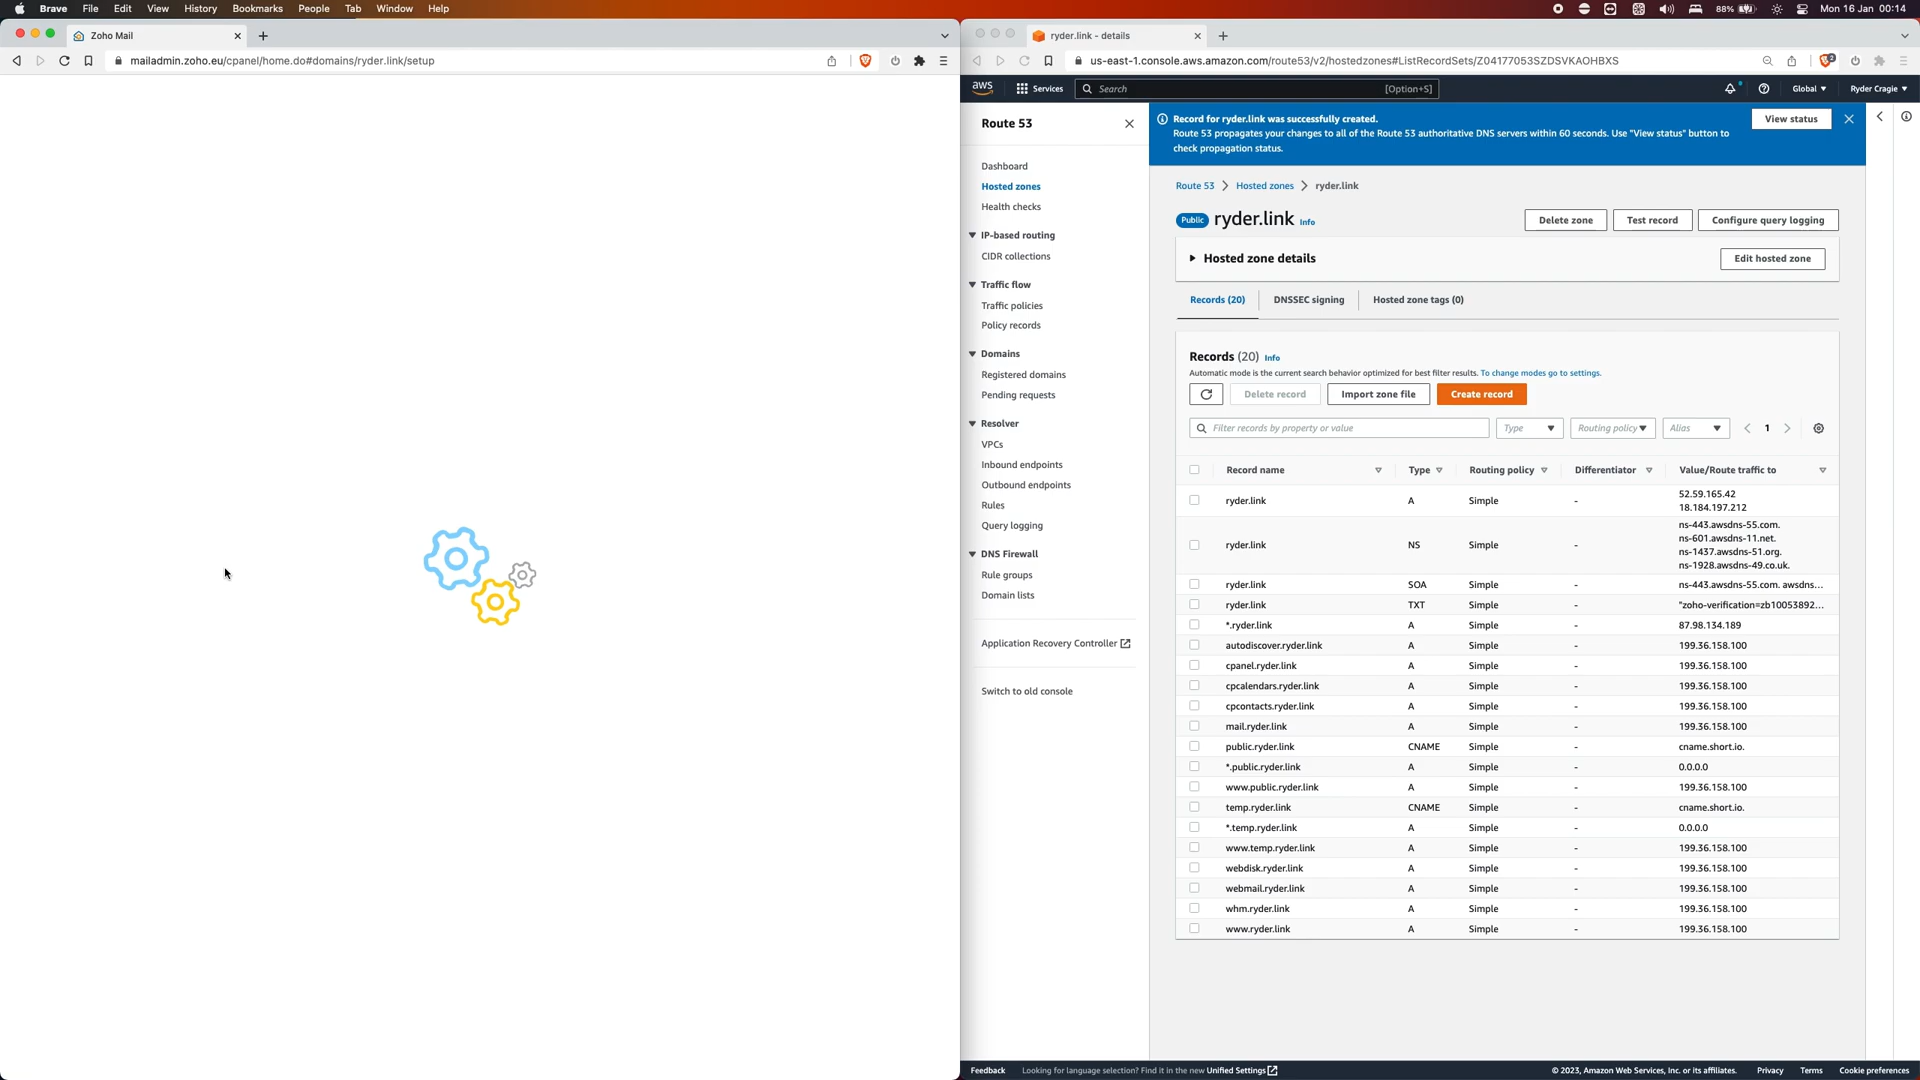 Brave File Edit View History Bookmarks People Tab Window Help
88% Mon 16 Jan 00:14
Zoho Mail
mailadmin.zoho.eu/cpanel/home.do#domains/ryder.link/setup
ryder.link - details
us-east-1.console.aws.amazon.com/route53/v2/hostedzones#ListRecordSets/Z04177053SZDSVKAOHBXS
aws Services Search [Option+S] Global Ryder Cragie
Route 53
Dashboard
Hosted zones
Health checks
IP-based routing
CIDR collections
Traffic flow
Traffic policies
Policy records
Domains
Registered domains
Pending requests
Resolver
VPCs
Inbound endpoints
Outbound endpoints
Rules
Query logging
DNS Firewall
Rule groups
Domain lists
Application Recovery Controller
Switch to old console
Record for ryder.link was successfully created.
Route 53 propagates your changes to all of the Route 53 authoritative DNS servers within 60 seconds. Use "View status" button to
check propagation status.
View status
Route 53 Hosted zones ryder.link
Public ryder.link Info
Delete zone Test record Configure query logging
Hosted zone details Edit hosted zone
Records (20) DNSSEC signing Hosted zone tags (0)
Records (20) Info
Automatic mode is the current search behavior optimized for best filter results. To change modes go to settings.
Delete record Import zone file Create record
Filter records by property or value Type Routing policy Alias 1
Record name Type Routing policy Differentiator Value/Route traffic to
ryder.link A Simple - 52.59.165.42
18.184.197.212
ryder.link NS Simple - ns-443.awsdns-55.com.
ns-601.awsdns-11.net.
ns-1437.awsdns-51.org.
ns-1928.awsdns-49.co.uk.
ryder.link SOA Simple - ns-443.awsdns-55.com. awsdns...
ryder.link TXT Simple - "zoho-verification=zb10053892...
*.ryder.link A Simple - 87.98.134.189
autodiscover.ryder.link A Simple - 199.36.158.100
cpanel.ryder.link A Simple - 199.36.158.100
cpcalendars.ryder.link A Simple - 199.36.158.100
cpcontacts.ryder.link A Simple - 199.36.158.100
mail.ryder.link A Simple - 199.36.158.100
public.ryder.link CNAME Simple - cname.short.io.
*.public.ryder.link A Simple - 0.0.0.0
www.public.ryder.link A Simple - 199.36.158.100
temp.ryder.link CNAME Simple - cname.short.io.
*.temp.ryder.link A Simple - 0.0.0.0
www.temp.ryder.link A Simple - 199.36.158.100
webdisk.ryder.link A Simple - 199.36.158.100
webmail.ryder.link A Simple - 199.36.158.100
whm.ryder.link A Simple - 199.36.158.100
www.ryder.link A Simple - 199.36.158.100
Feedback Looking for language selection? Find it in the new Unified Settings © 2023, Amazon Web Services, Inc. or its affiliates. Privacy Terms Cookie preferences